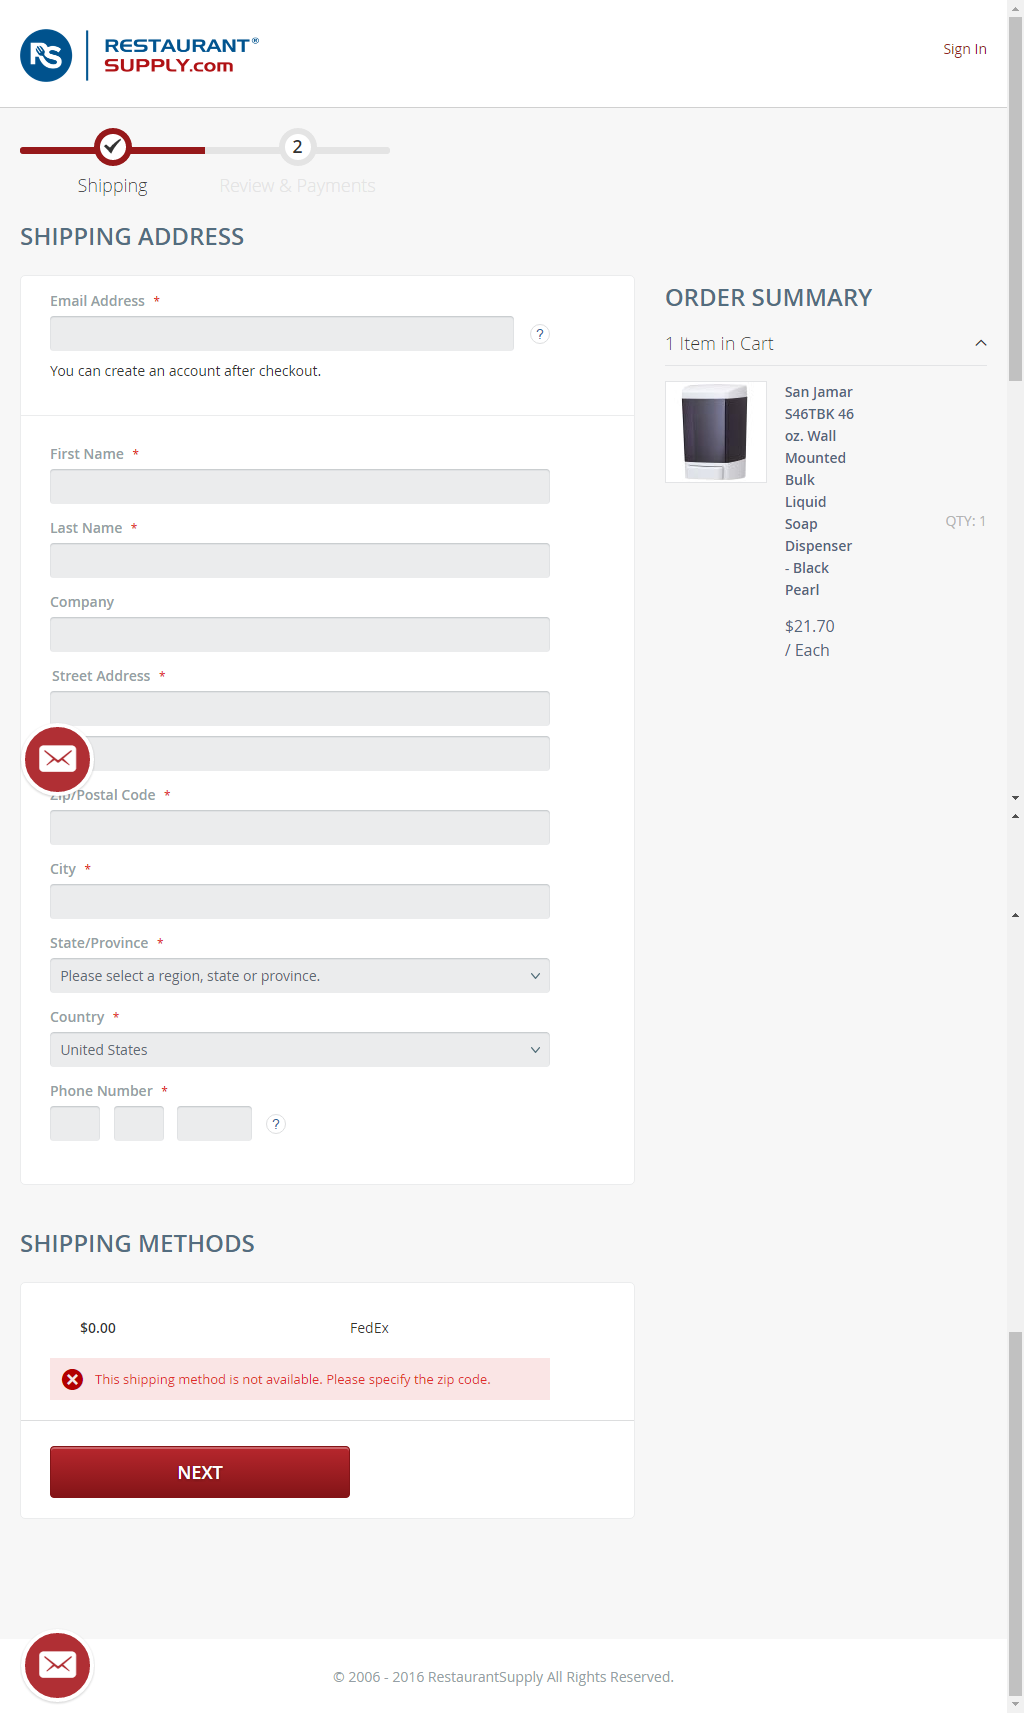 RS
RESTAURANT®
SUPPLY.com
Sign In
2
Shipping
Review & Payments
SHIPPING ADDRESS
Email Address *
?
You can create an account after checkout.
First Name *
Last Name *
Company
Street Address *
Zip/Postal Code *
City *
State/Province *
Please select a region, state or province.
Country *
United States
Phone Number *
?
ORDER SUMMARY
1 Item in Cart
San Jamar
S46TBK 46
oz. Wall
Mounted
Bulk
Liquid
Soap
Dispenser
- Black
Pearl
QTY: 1
$21.70
/ Each
SHIPPING METHODS
$0.00 FedEx
This shipping method is not available. Please specify the zip code.
NEXT
© 2006 - 2016 RestaurantSupply All Rights Reserved.